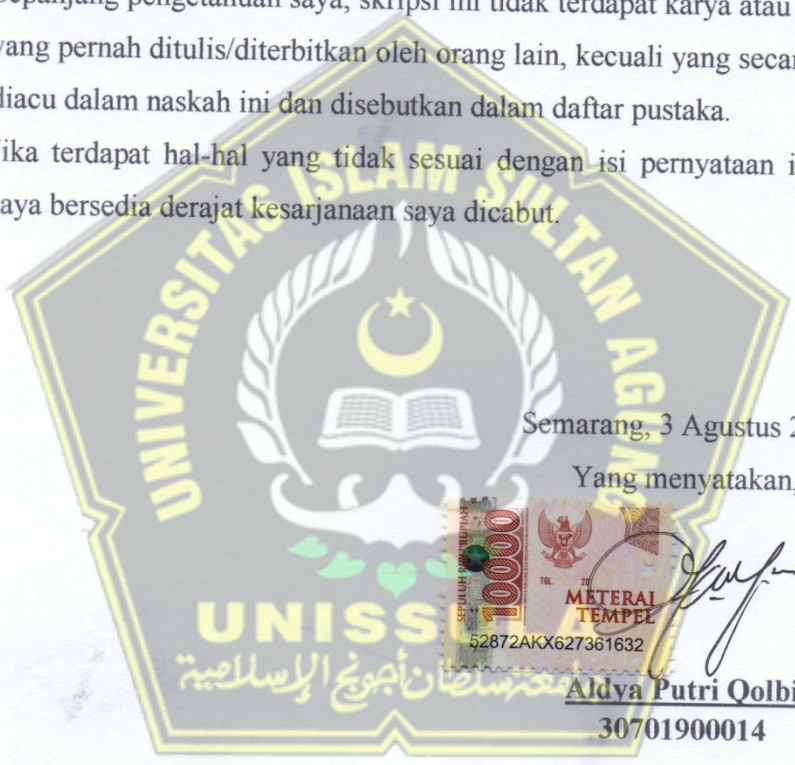 sepanjang pengetahuan saya, skripsi ini tidak terdapat karya atau
yang pernah ditulis/diterbitkan oleh orang lain, kecuali yang secar
diacu dalam naskah ini dan disebutkan dalam daftar pustaka.
Jika terdapat hal-hal yang tidak sesuai dengan isi pernyataan i
saya bersedia derajat kesarjanaan saya dicabut.
UNIVERSITAS ISLAM SULTAN AGUNG
Semarang, 3 Agustus 2
Yang menyatakan,
SEPULUH RIBU RUPIAH
10000
TGL. 20
METERAI
TEMPEL
52872AKX627361632
UNISS
جامعتنسلطان أجونج الإسلامية
Aldya Putri Qolbi
30701900014